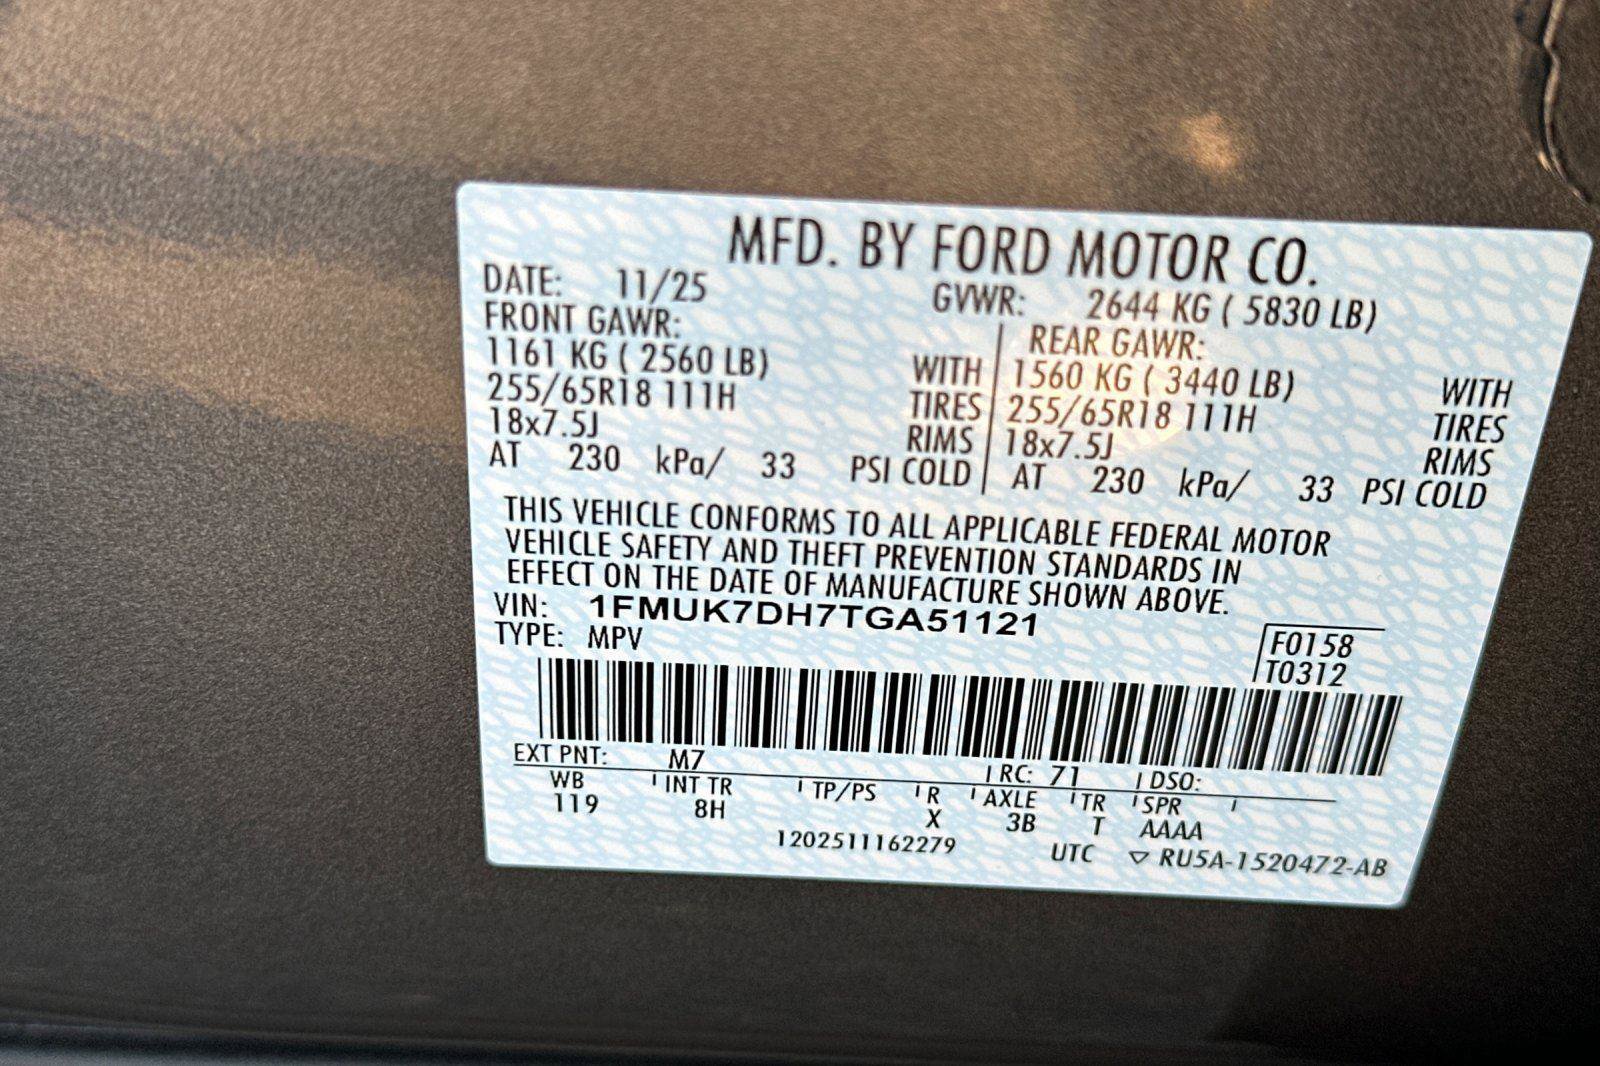 MFD. BY FORD MOTOR CO.
DATE: 11/25 GVWR: 2644 KG ( 5830 LB)
FRONT GAWR: REAR GAWR:
1161 KG ( 2560 LB) WITH 1560 KG ( 3440 LB) WITH
255/65R18 111H TIRES 255/65R18 111H TIRES
18x7.5J RIMS 18x7.5J RIMS
AT 230 kPa/ 33 PSI COLD AT 230 kPa/ 33 PSI COLD
THIS VEHICLE CONFORMS TO ALL APPLICABLE FEDERAL MOTOR
VEHICLE SAFETY AND THEFT PREVENTION STANDARDS IN
EFFECT ON THE DATE OF MANUFACTURE SHOWN ABOVE.
VIN: 1FMUK7DH7TGA51121
TYPE: MPV F0158
T0312
EXT PNT: M7 RC: 71 DSO:
WB INT TR TP/PS R AXLE TR SPR
119 8H X 3B T AAAA
1202511162279 UTC ▽ RU5A-1520472-AB